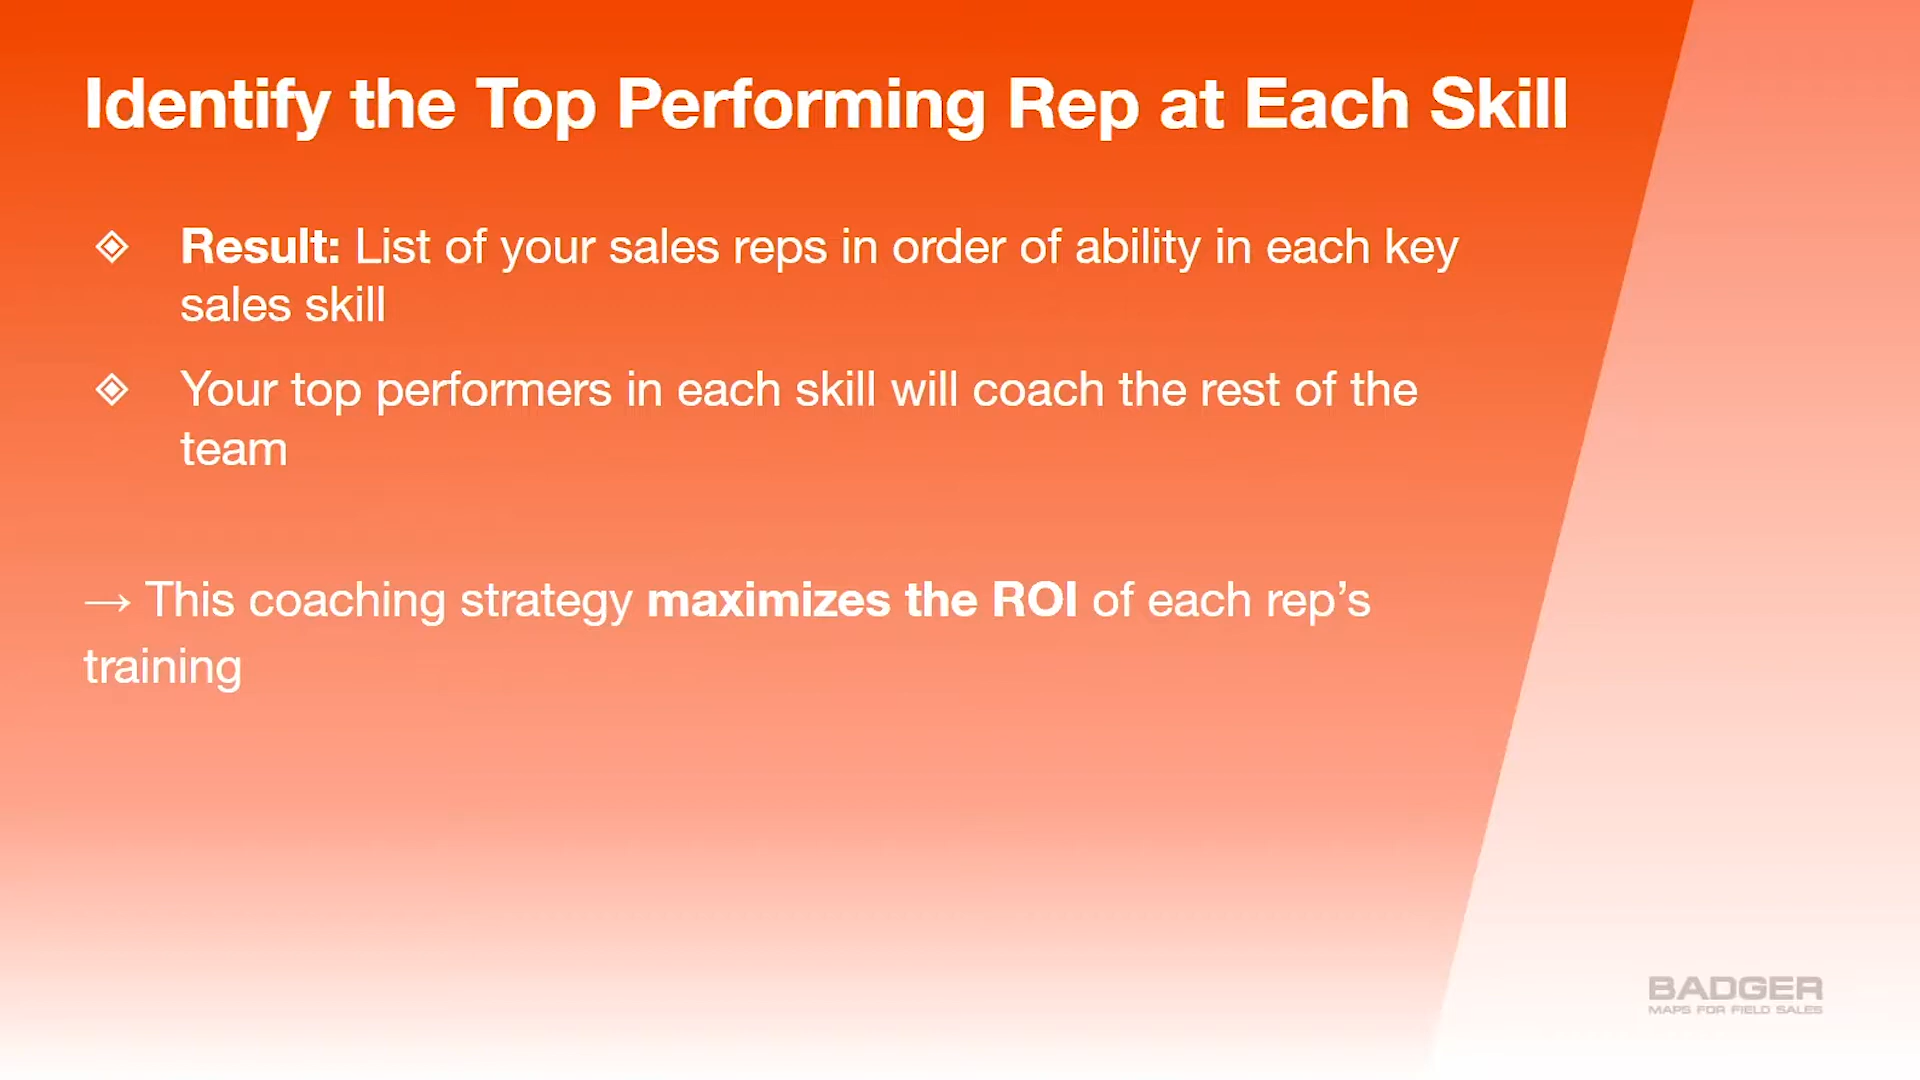 Identify the Top Performing Rep at Each Skill
◈ Result: List of your sales reps in order of ability in each key
sales skill
◈ Your top performers in each skill will coach the rest of the
team
→ This coaching strategy maximizes the ROI of each rep’s
training
BADGER
MAPS FOR FIELD SALES